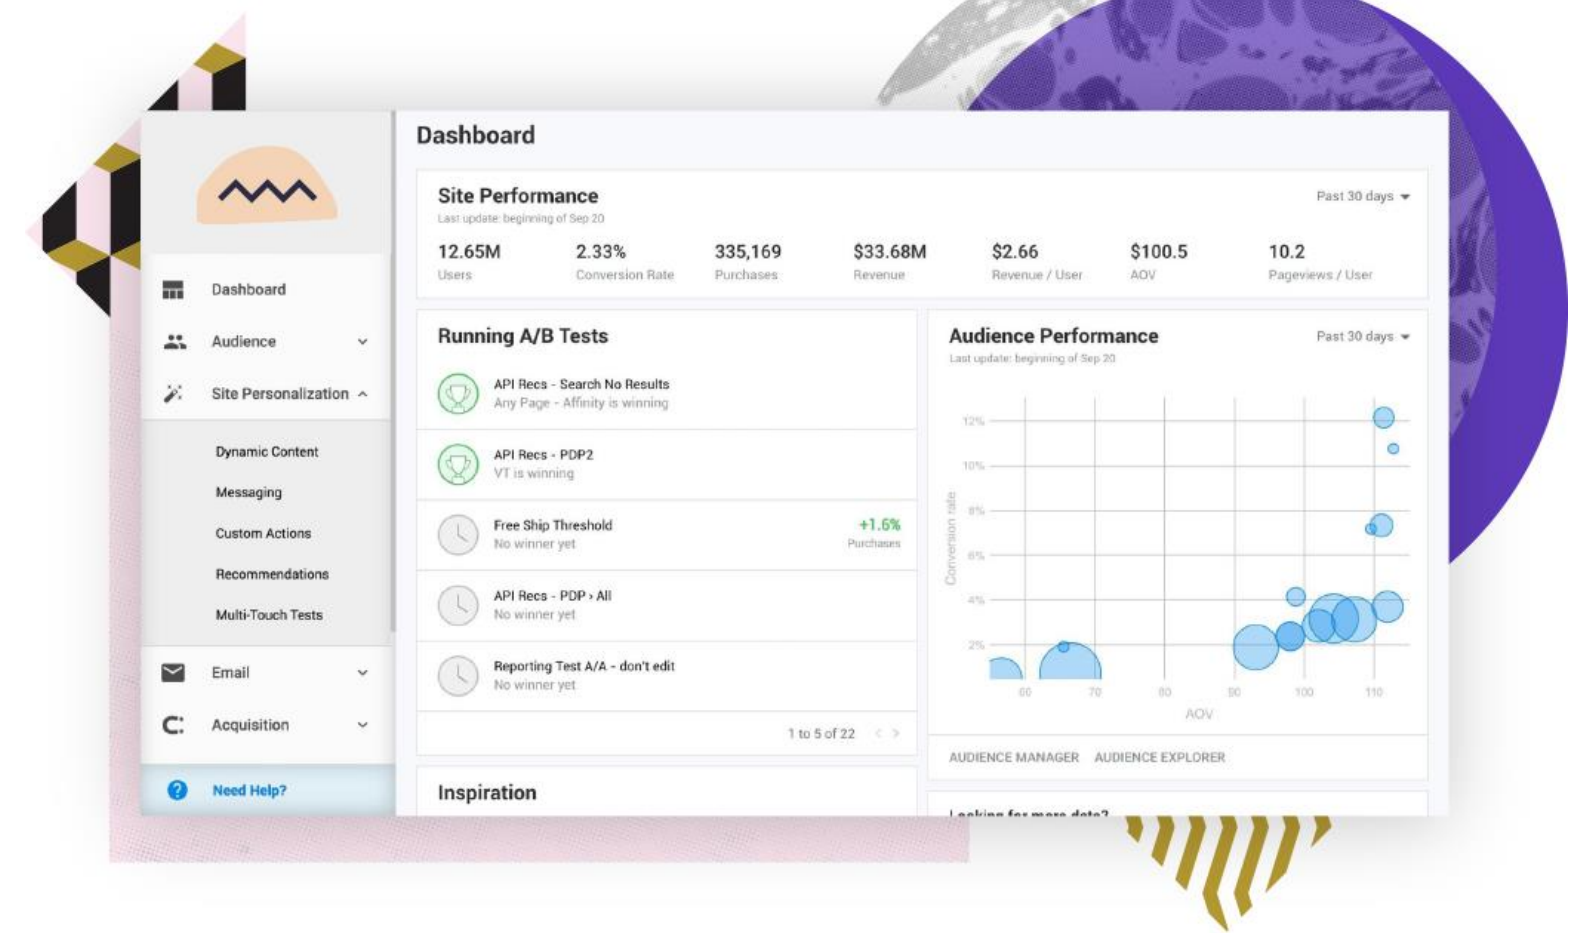 Dashboard
Audience
Site Personalization
Dynamic Content
Messaging
Custom Actions
Recommendations
Multi-Touch Tests
Email
Acquisition
Need Help?
Dashboard
Site Performance
Past 30 days
Last update: beginning of Sep 20
12.65M 2.33% 335,169 $33.68M $2.66 $100.5 10.2
Users Conversion Rate Purchases Revenue Revenue / User AOV Pageviews / User
Running A/B Tests
API Recs - Search No Results
Any Page - Affinity is winning
API Recs - PDP2
VT is winning
Free Ship Threshold +1.6%
No winner yet Purchases
API Recs - PDP › All
No winner yet
Reporting Test A/A - don't edit
No winner yet
1 to 5 of 22 < >
Inspiration
Audience Performance
Past 30 days
Last update: beginning of Sep 20
12%
10%
8%
6%
4%
2%
Conversion rate
60 70 80 90 100 110
AOV
AUDIENCE MANAGER AUDIENCE EXPLORER
Looking for more data?